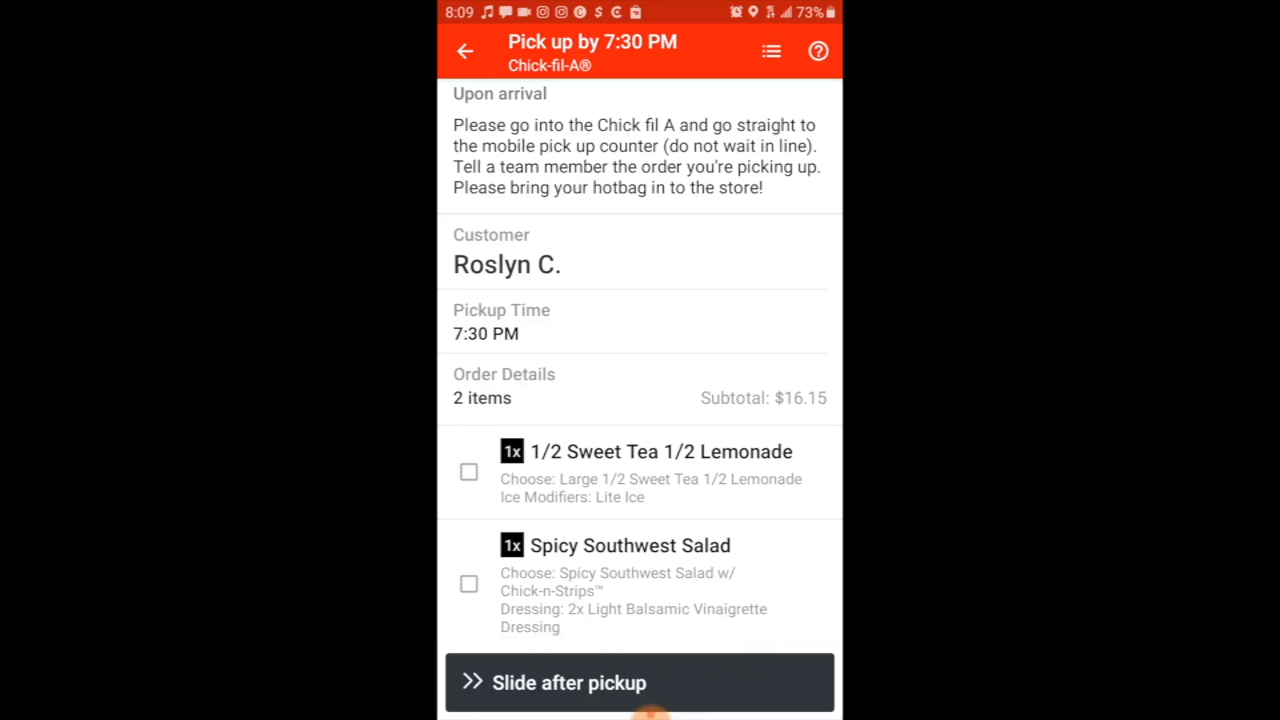 8:09 73%
Pick up by 7:30 PM
Chick-fil-A®
Upon arrival
Please go into the Chick fil A and go straight to
the mobile pick up counter (do not wait in line).
Tell a team member the order you're picking up.
Please bring your hotbag in to the store!
Customer
Roslyn C.
Pickup Time
7:30 PM
Order Details
2 items Subtotal: $16.15
1x 1/2 Sweet Tea 1/2 Lemonade
Choose: Large 1/2 Sweet Tea 1/2 Lemonade
Ice Modifiers: Lite Ice
1x Spicy Southwest Salad
Choose: Spicy Southwest Salad w/
Chick-n-Strips™
Dressing: 2x Light Balsamic Vinaigrette
Dressing
Slide after pickup